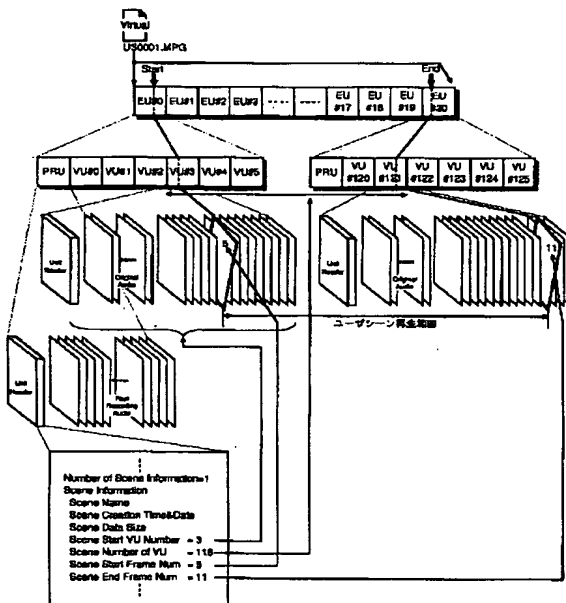 Virtual
US0001.MPG
Start
End
EU#0 EU#1 EU#2 EU#3 ---- ---- EU #17 EU #18 EU #19 EU #20
PRU VU#0 VU#1 VU#2 VU#3 VU#4 VU#5
PRU VU #120 VU #121 VU #122 VU #123 VU #124 VU #125
Unit Header
Original Audio
5
Unit Header
Original Audio
11
ユーザシーン再生範囲
Unit Header
Post Recording Audio
Number of Scene Information=1
Scene Information
Scene Name
Scene Creation Time&Date
Scene Data Size
Scene Start VU Number = 3
Scene Number of VU = 118
Scene Start Frame Num = 5
Scene End Frame Num = 11